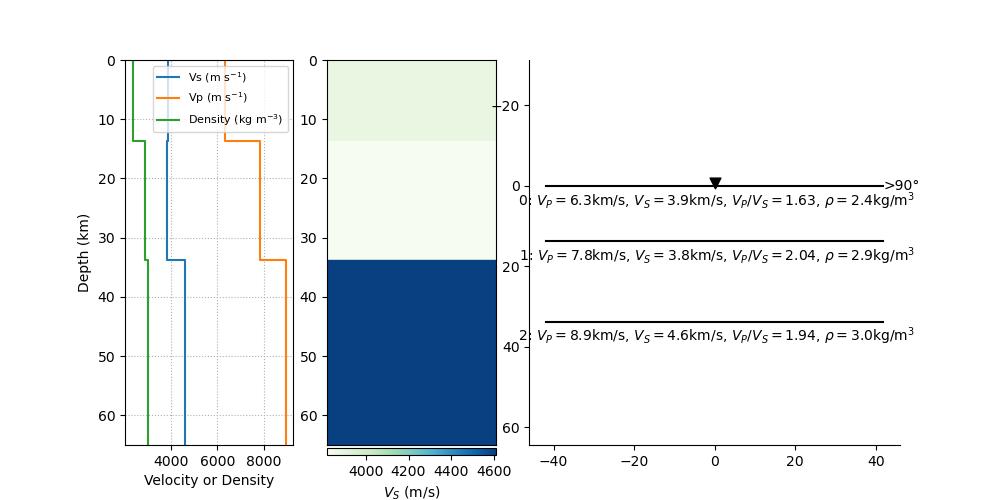 0
10
20
30
40
50
60
Depth (km)
4000 6000 8000
Velocity or Density
Vs (m s⁻¹)
Vp (m s⁻¹)
Density (kg m⁻³)
0
10
20
30
40
50
60
4000 4200 4400 4600
V_S (m/s)
−20
0
20
40
60
−40 −20 0 20 40
>90°
0: V_P = 6.3km/s, V_S = 3.9km/s, V_P/V_S = 1.63, ρ = 2.4kg/m³
1: V_P = 7.8km/s, V_S = 3.8km/s, V_P/V_S = 2.04, ρ = 2.9kg/m³
2: V_P = 8.9km/s, V_S = 4.6km/s, V_P/V_S = 1.94, ρ = 3.0kg/m³